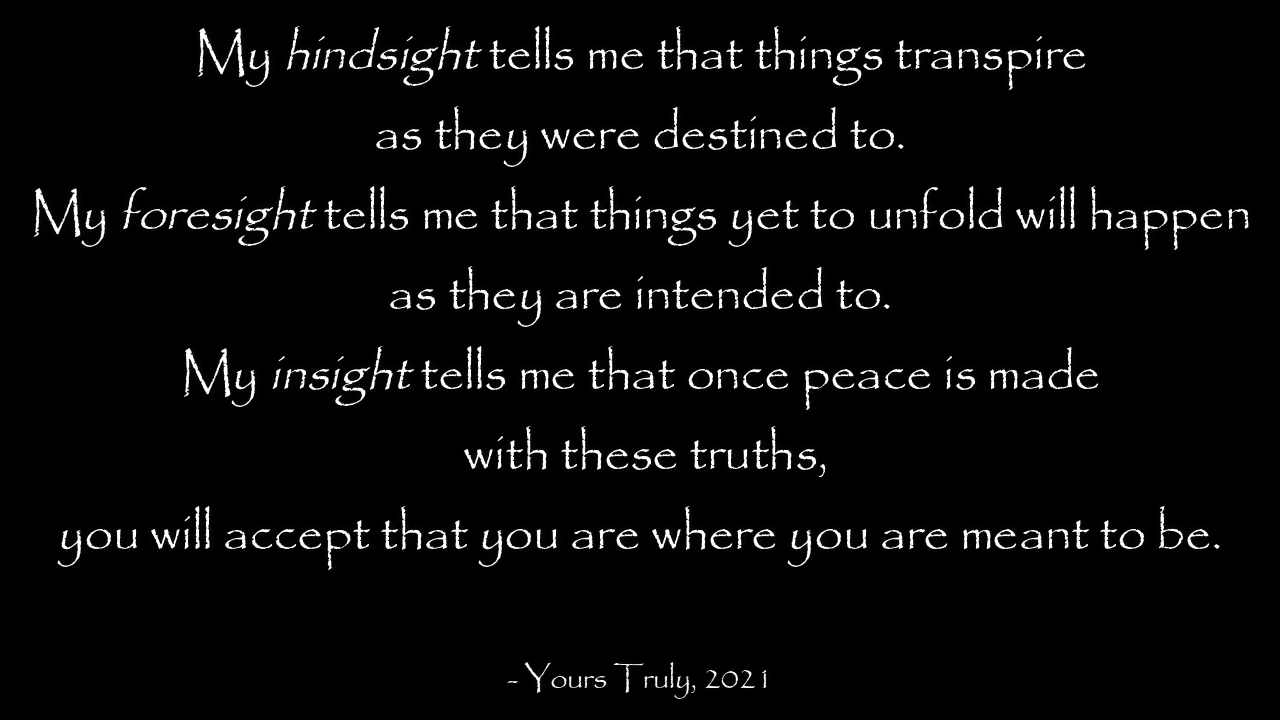 My hindsight tells me that things transpire
as they were destined to.
My foresight tells me that things yet to unfold will happen
as they are intended to.
My insight tells me that once peace is made
with these truths,
you will accept that you are where you are meant to be.
- Yours Truly, 2021